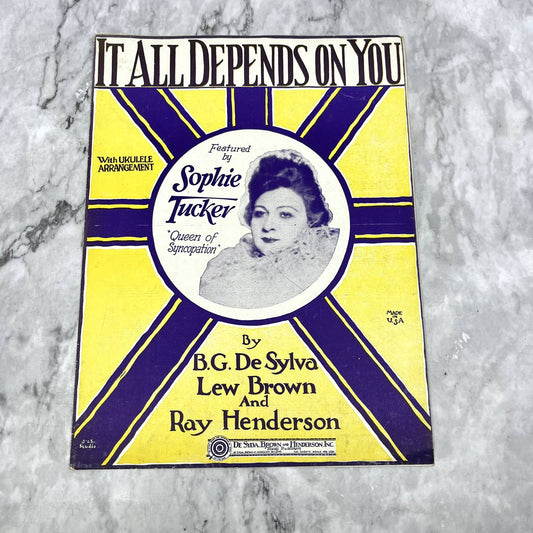 IT ALL DEPENDS ON YOU
With UKULELE
ARRANGEMENT
Featured
by
Sophie
Tucker
"Queen of
Syncopation"
MADE
IN
U.S.A
By
B.G. De Sylva
Lew Brown
And
Ray Henderson
DE SYLVA, BROWN AND HENDERSON, INC.